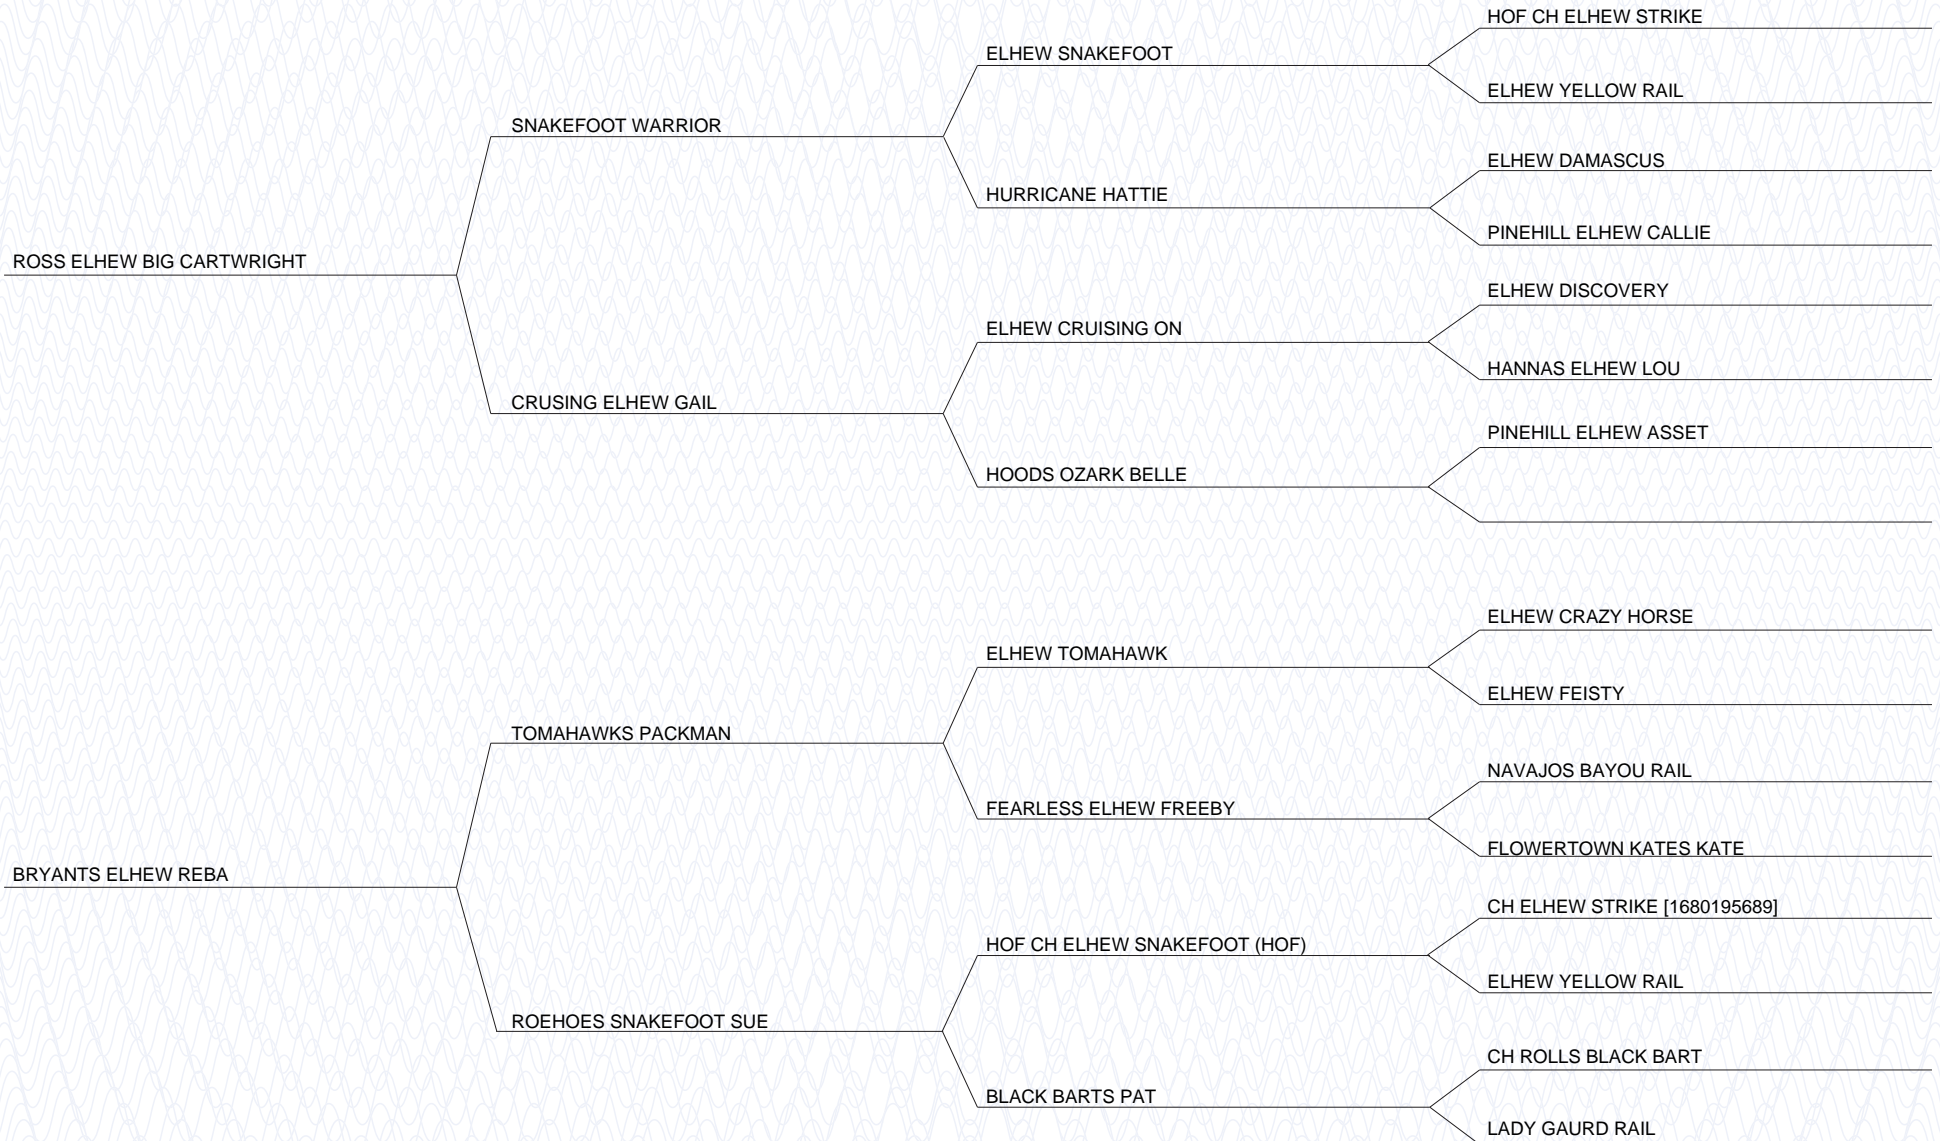 HOF CH ELHEW STRIKE
ELHEW SNAKEFOOT
ELHEW YELLOW RAIL
SNAKEFOOT WARRIOR
ELHEW DAMASCUS
HURRICANE HATTIE
PINEHILL ELHEW CALLIE
ROSS ELHEW BIG CARTWRIGHT
ELHEW DISCOVERY
ELHEW CRUISING ON
HANNAS ELHEW LOU
CRUSING ELHEW GAIL
PINEHILL ELHEW ASSET
HOODS OZARK BELLE
ELHEW CRAZY HORSE
ELHEW TOMAHAWK
ELHEW FEISTY
TOMAHAWKS PACKMAN
NAVAJOS BAYOU RAIL
FEARLESS ELHEW FREEBY
FLOWERTOWN KATES KATE
BRYANTS ELHEW REBA
CH ELHEW STRIKE [1680195689]
HOF CH ELHEW SNAKEFOOT (HOF)
ELHEW YELLOW RAIL
ROEHOES SNAKEFOOT SUE
CH ROLLS BLACK BART
BLACK BARTS PAT
LADY GAURD RAIL